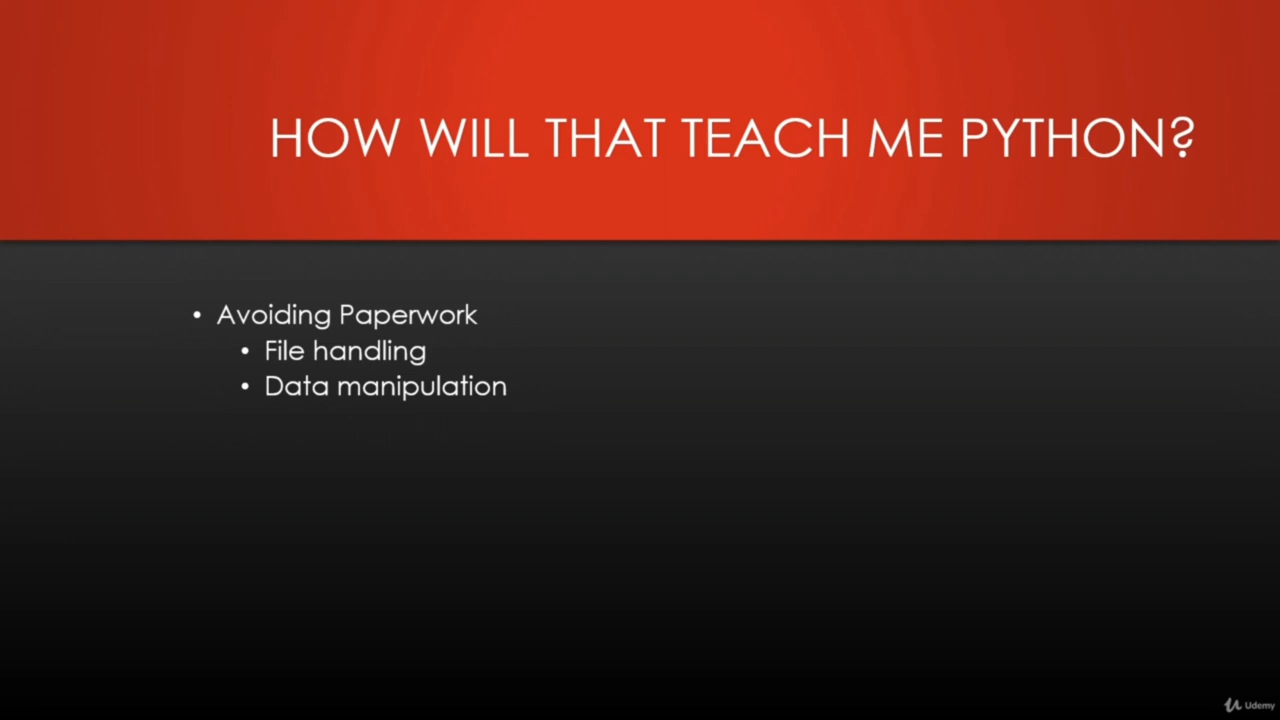 HOW WILL THAT TEACH ME PYTHON?
• Avoiding Paperwork
• File handling
• Data manipulation
Udemy